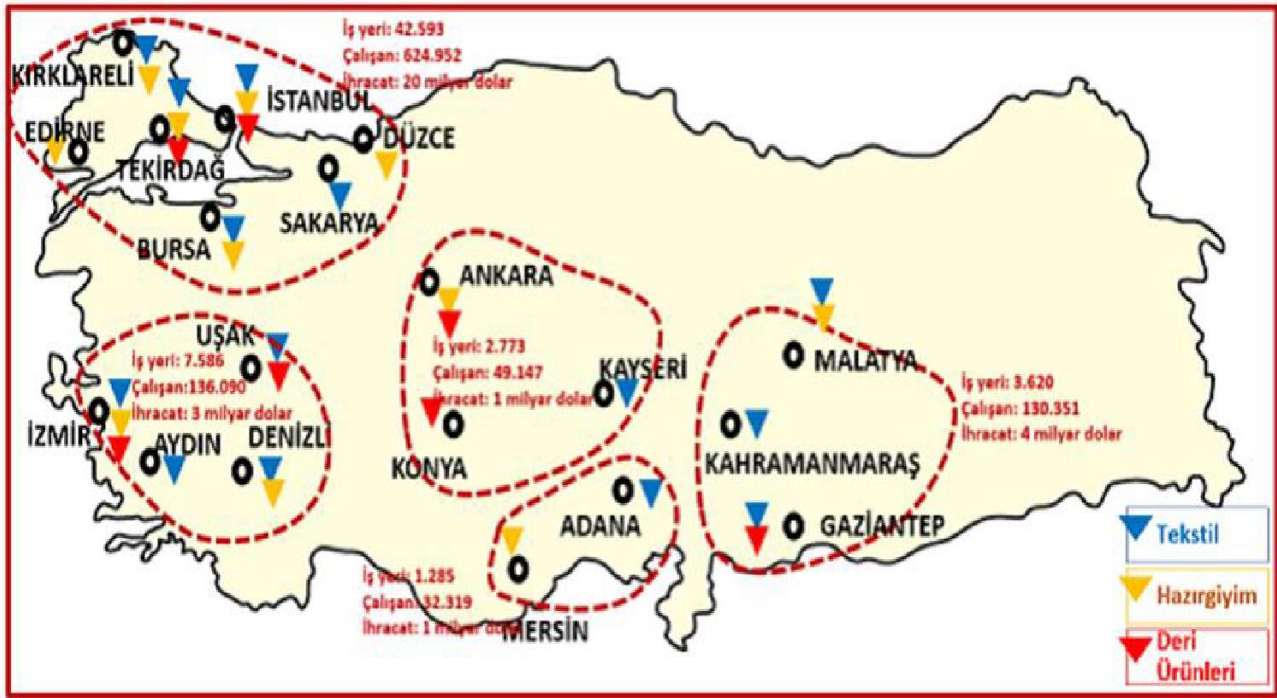 İş yeri: 42.593
Çalışan: 624.952
İhracat: 20 milyar dolar
KIRKLARELİ
İSTANBUL
EDİRNE
DÜZCE
TEKİRDAĞ
SAKARYA
BURSA
ANKARA
UŞAK
İş yeri: 7.586
Çalışan:136.090
İhracat: 3 milyar dolar
İş yeri: 2.773
Çalışan: 49.147
İhracat: 1 milyar dolar
KAYSERİ
MALATYA
İş yeri: 3.620
Çalışan: 130.351
İhracat: 4 milyar dolar
İZMİR
AYDIN
DENİZL
KONYA
KAHRAMANMARAŞ
ADANA
GAZİANTEP
İş yeri: 1.285
Çalışan: 32.319
İhracat: 1 milyar dolar
MERSİN
Tekstil
Hazırgiyim
Deri
Ürünleri